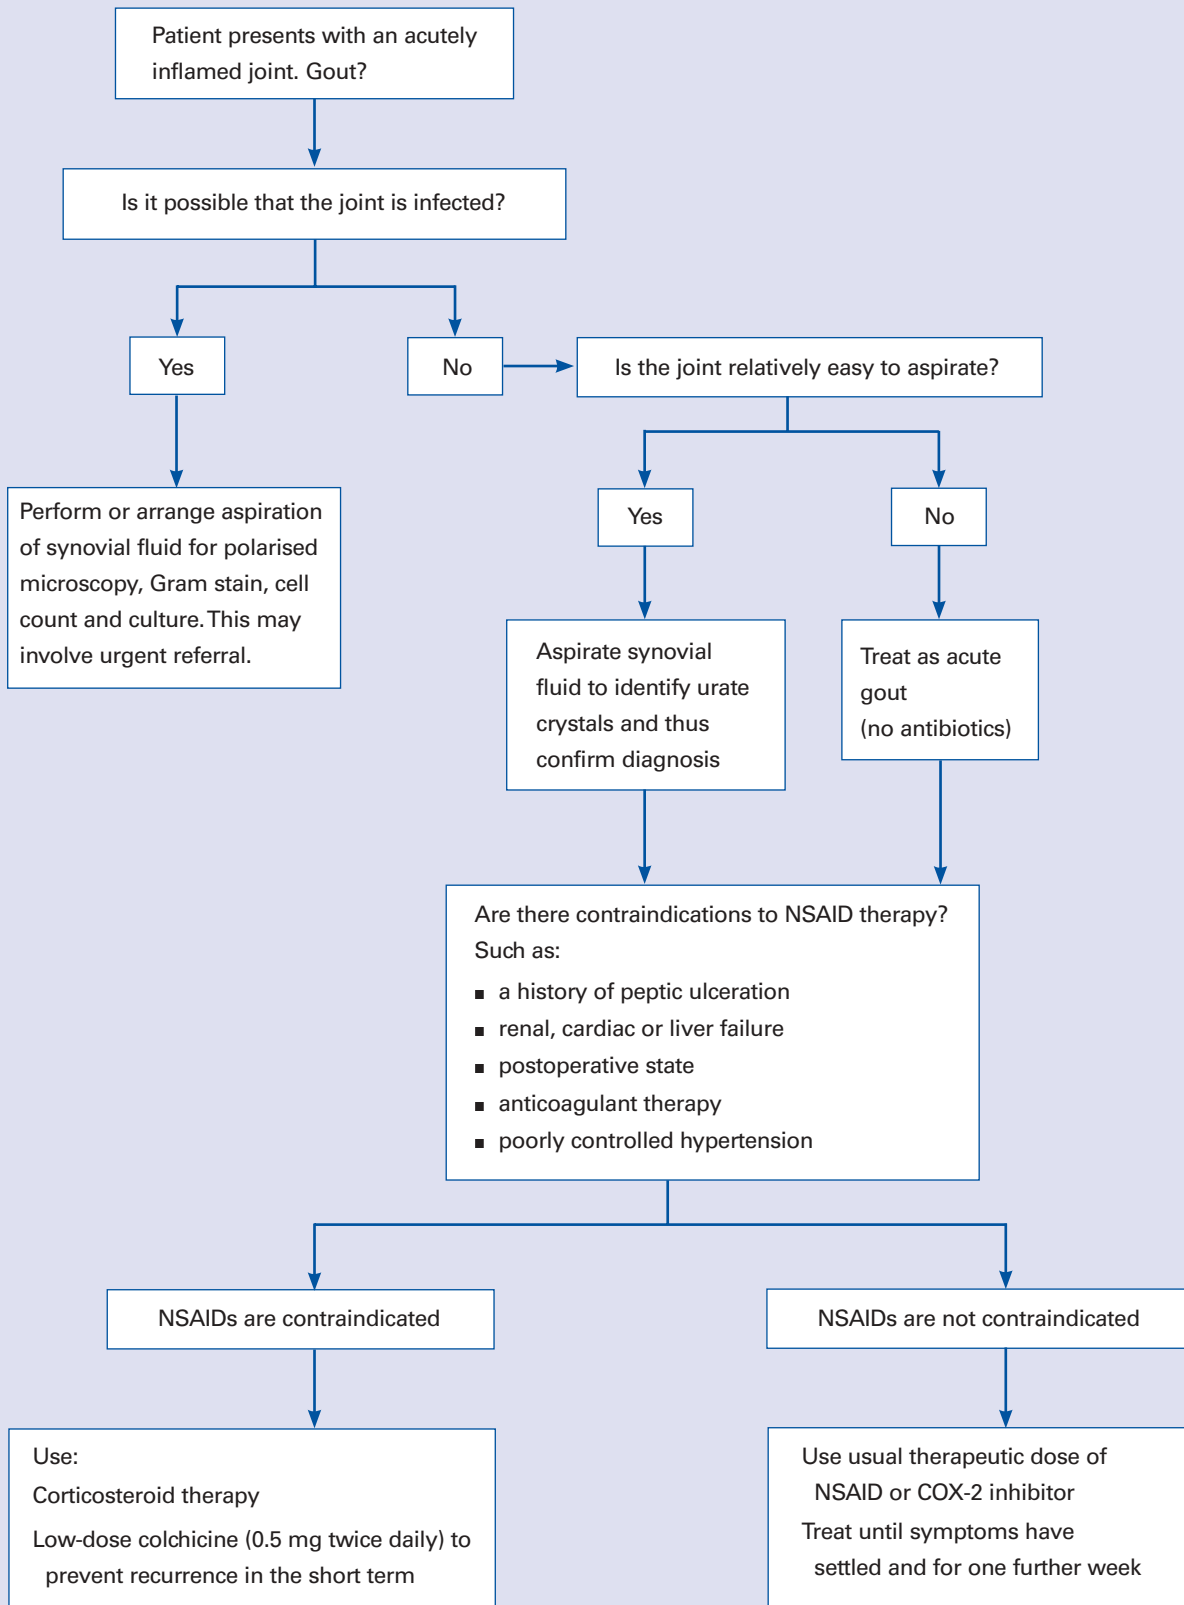 Patient presents with an acutely
inflamed joint. Gout?
Is it possible that the joint is infected?
Yes
No
Is the joint relatively easy to aspirate?
Perform or arrange aspiration
of synovial fluid for polarised
microscopy, Gram stain, cell
count and culture. This may
involve urgent referral.
Yes
No
Aspirate synovial
fluid to identify urate
crystals and thus
confirm diagnosis
Treat as acute
gout
(no antibiotics)
Are there contraindications to NSAID therapy?
Such as:
■ a history of peptic ulceration
■ renal, cardiac or liver failure
■ postoperative state
■ anticoagulant therapy
■ poorly controlled hypertension
NSAIDs are contraindicated
NSAIDs are not contraindicated
Use:
Corticosteroid therapy
Low-dose colchicine (0.5 mg twice daily) to
prevent recurrence in the short term
Use usual therapeutic dose of
NSAID or COX-2 inhibitor
Treat until symptoms have
settled and for one further week